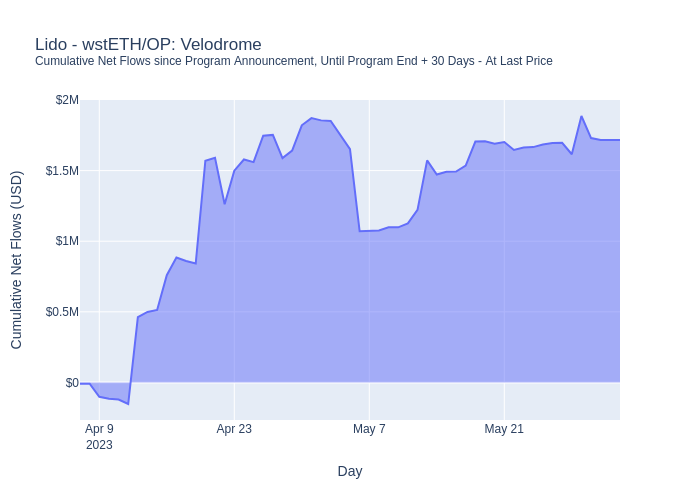 Lido - wstETH/OP: Velodrome
Cumulative Net Flows since Program Announcement, Until Program End + 30 Days - At Last Price
Cumulative Net Flows (USD)
$2M
$1.5M
$1M
$0.5M
$0
Apr 9
2023
Apr 23
May 7
May 21
Day